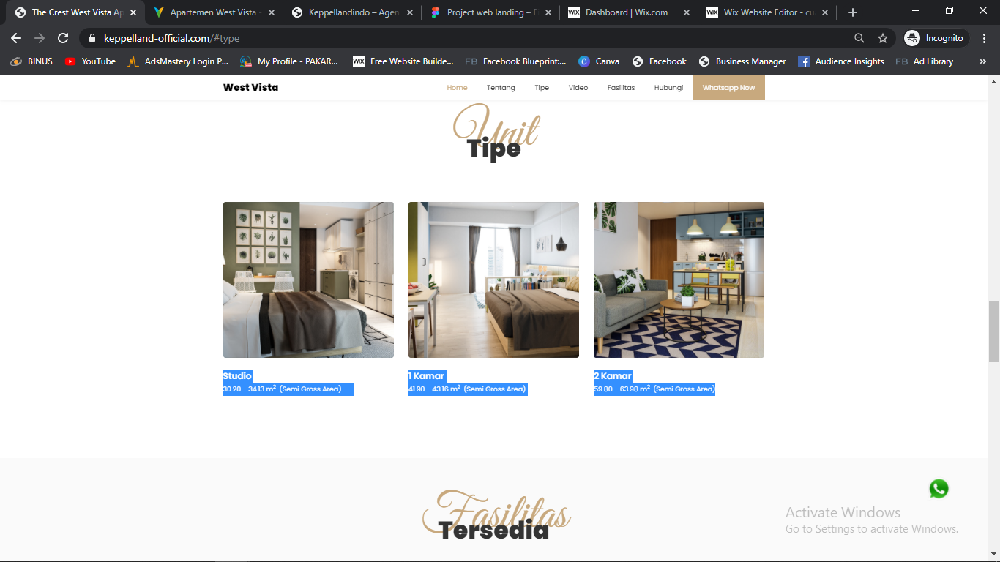 The Crest West Vista Ap
Apartemen West Vista -
Keppellandindo – Agen
Project web landing – F
WIX Dashboard | Wix.com
WIX Wix Website Editor - cu
keppelland-official.com/#type
Incognito
BINUS
YouTube
AdsMastery Login P...
My Profile - PAKAR...
WIX Free Website Builde...
FB Facebook Blueprint:...
Canva
Facebook
Business Manager
Audience Insights
FB Ad Library
»
West Vista
Home
Tentang
Tipe
Video
Fasilitas
Hubungi
Whatsapp Now
Unit
Tipe
Studio
30.20 - 34.13 m² (Semi Gross Area)
1 Kamar
41.90 - 43.16 m² (Semi Gross Area)
2 Kamar
59.80 - 63.98 m² (Semi Gross Area)
Fasilitas
Tersedia
Activate Windows
Go to Settings to activate Windows.